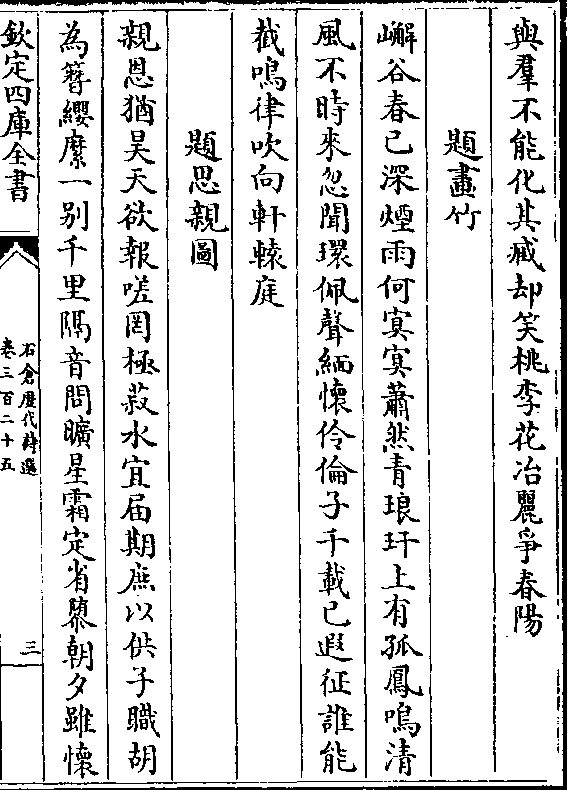 與羣不能化其臧却笑桃李花冶麗爭春陽
題畫竹
嶰谷春已深煙雨何寞寞蕭然青琅玕上有孤鳳鳴清
風不時來忽聞環佩聲緬懷伶倫子千載已遐征誰能
截鳴律吹向軒轅庭
題思親圖
親恩猶昊天欲報嗟罔極菽水宜届期庶以供子職胡
為簪纓縻一别千里隔音問曠星霜定省隳朝夕雖懷
欽定四庫全書
石倉歷代詩選
卷三百二十五
三